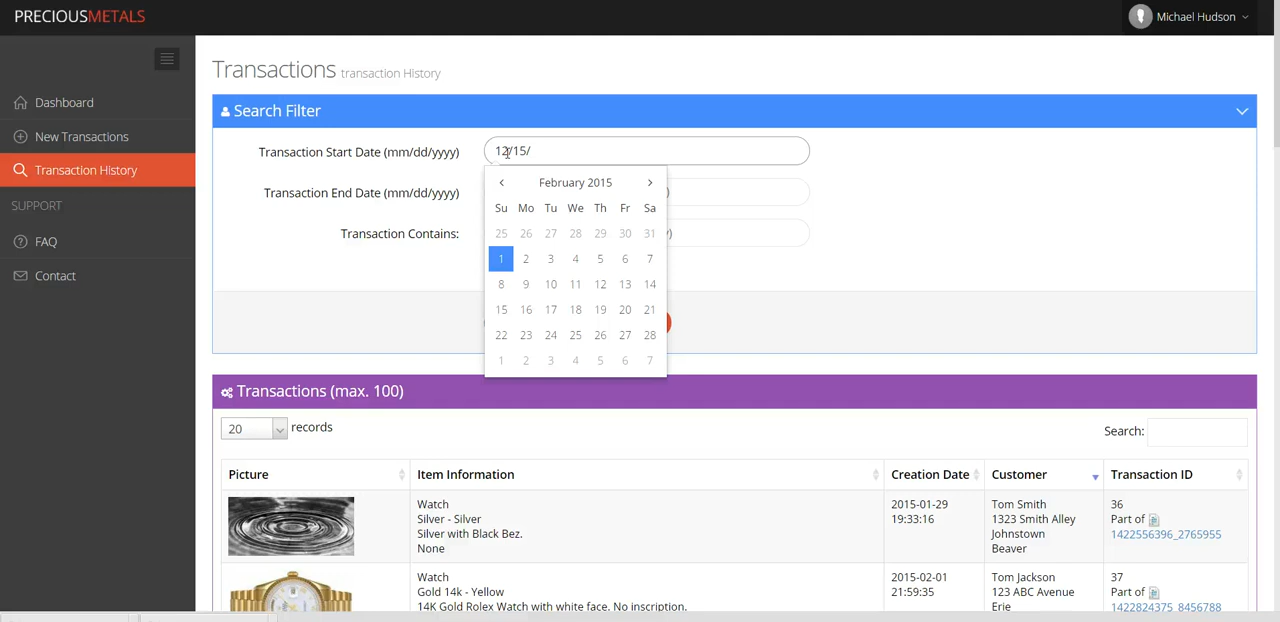 PRECIOUSMETALS
Michael Hudson
Dashboard
New Transactions
Transaction History
SUPPORT
FAQ
Contact
Transactions transaction History
Search Filter
Transaction Start Date (mm/dd/yyyy)
12/15/
Transaction End Date (mm/dd/yyyy)
)
Transaction Contains:
)
February 2015
Su Mo Tu We Th Fr Sa
25 26 27 28 29 30 31
1 2 3 4 5 6 7
8 9 10 11 12 13 14
15 16 17 18 19 20 21
22 23 24 25 26 27 28
1 2 3 4 5 6 7
Transactions (max. 100)
20 records
Search:
Picture Item Information Creation Date Customer Transaction ID
Watch
Silver - Silver
Silver with Black Bez.
None
2015-01-29
19:33:16
Tom Smith
1323 Smith Alley
Johnstown
Beaver
36
Part of
1422556396_2765955
Watch
Gold 14k - Yellow
14K Gold Rolex Watch with white face. No inscription.
2015-02-01
21:59:35
Tom Jackson
123 ABC Avenue
Erie
37
Part of
1422824375_8456788